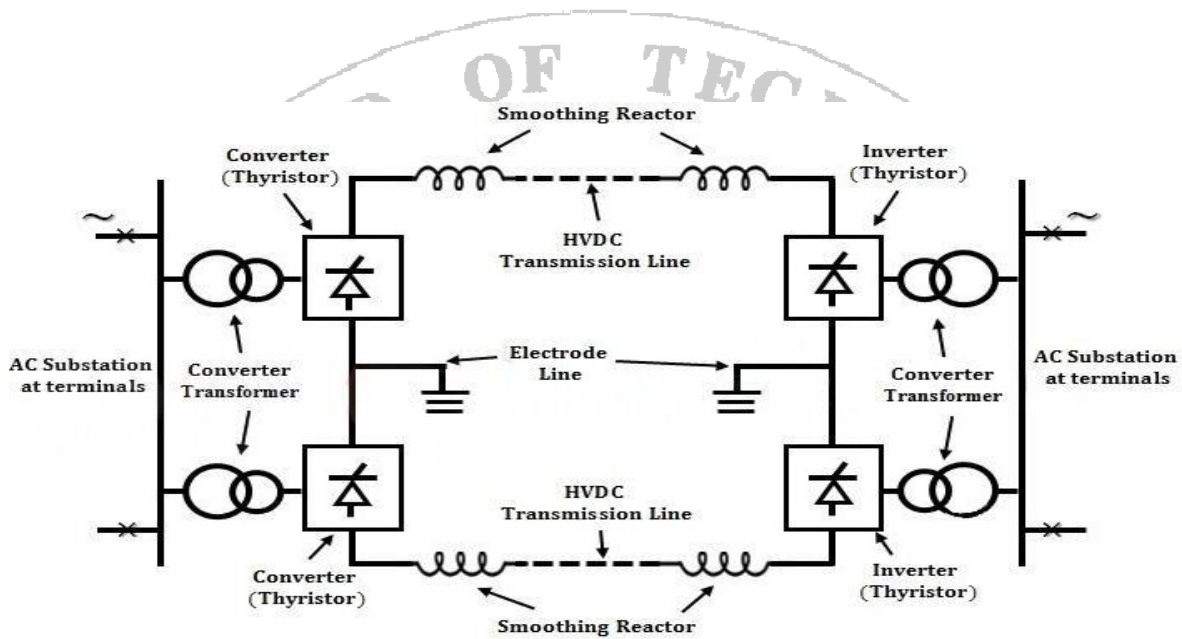 OF TEC
Smoothing Reactor
Converter
(Thyristor)
Inverter
(Thyristor)
HVDC
Transmission Line
~
~
AC Substation
at terminals
Converter
Transformer
Electrode
Line
Converter
Transformer
AC Substation
at terminals
HVDC
Transmission Line
Converter
(Thyristor)
Inverter
(Thyristor)
Smoothing Reactor